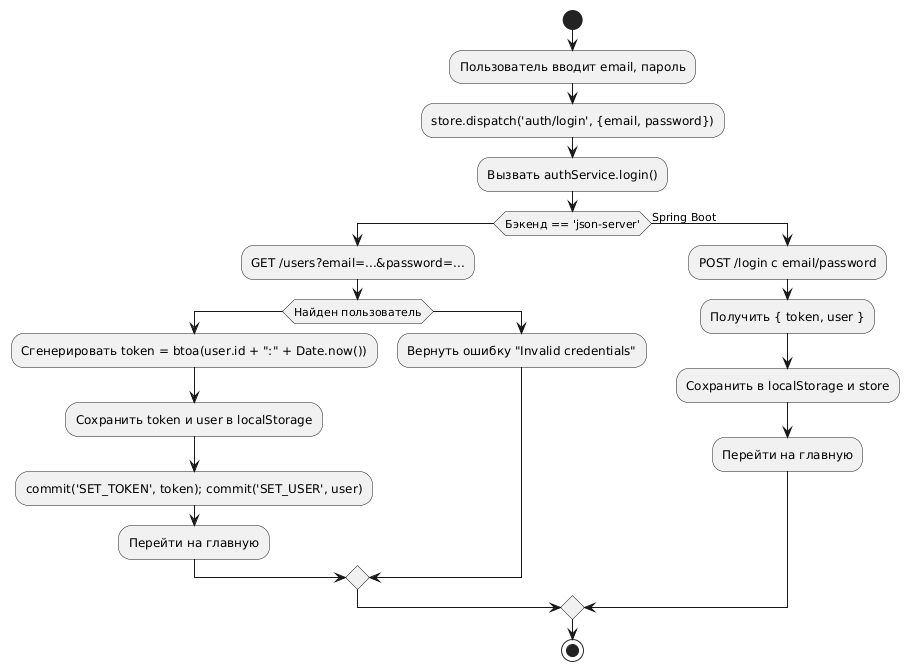 Пользователь вводит email, пароль
store.dispatch('auth/login', {email, password})
Вызвать authService.login()
Бэкенд == 'json-server'
Spring Boot
GET /users?email=...&password=...
Найден пользователь
Сгенерировать token = btoa(user.id + ":" + Date.now())
Сохранить token и user в localStorage
commit('SET_TOKEN', token); commit('SET_USER', user)
Перейти на главную
Вернуть ошибку "Invalid credentials"
POST /login с email/password
Получить { token, user }
Сохранить в localStorage и store
Перейти на главную